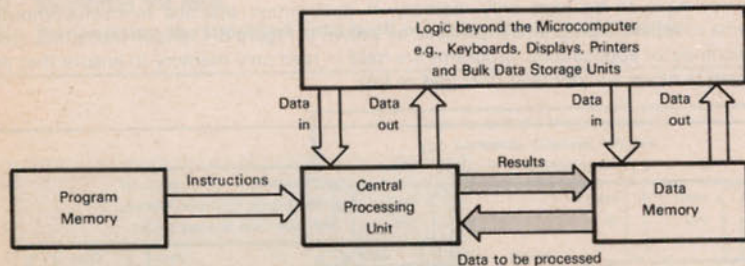 Logic beyond the Microcomputer
e.g., Keyboards, Displays, Printers
and Bulk Data Storage Units
Data
in
Data
out
Data
in
Data
out
Program
Memory
Instructions
Central
Processing
Unit
Results
Data
Memory
Data to be processed